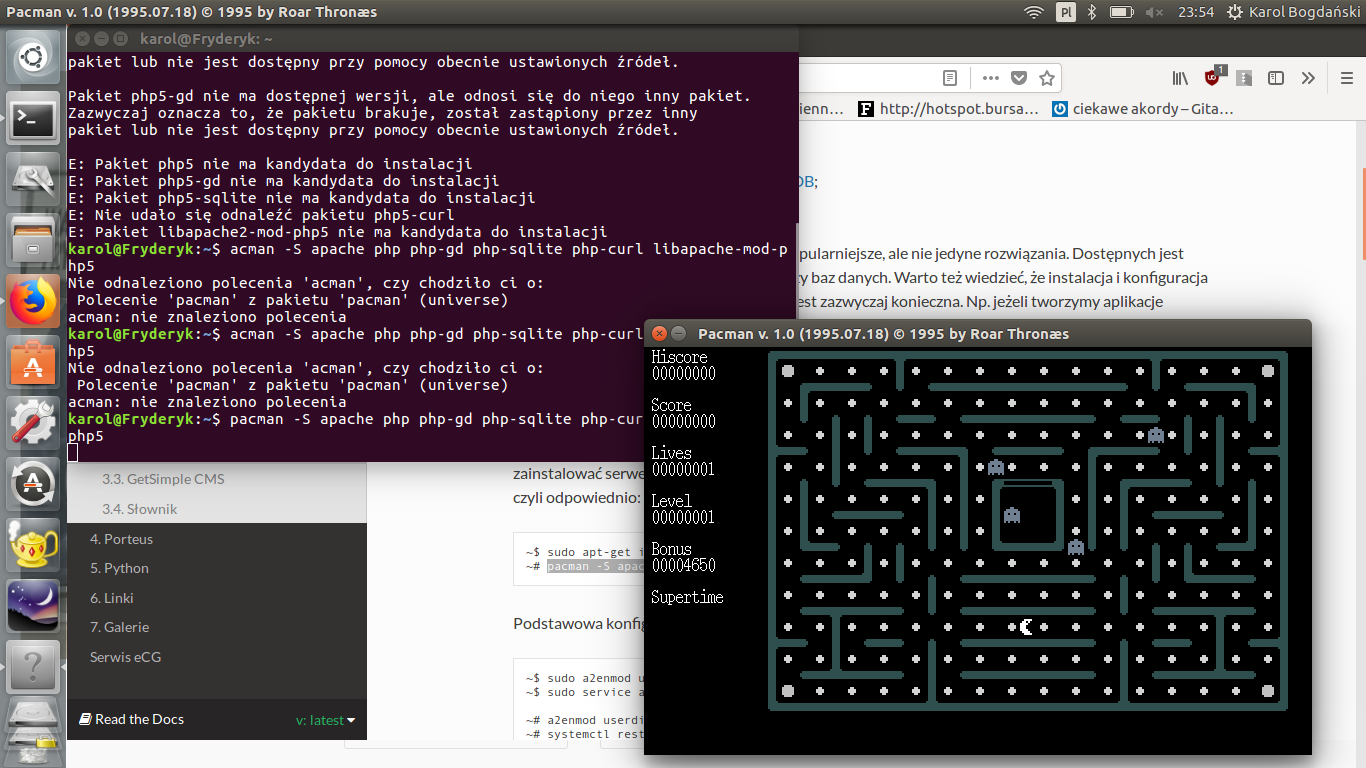 Pacman v. 1.0 (1995.07.18) © 1995 by Roar Thronæs
Pl
23:54
Karol Bogdański
karol@Fryderyk: ~
pakiet lub nie jest dostępny przy pomocy obecnie ustawionych źródeł.
Pakiet php5-gd nie ma dostępnej wersji, ale odnosi się do niego inny pakiet.
Zazwyczaj oznacza to, że pakietu brakuje, został zastąpiony przez inny
pakiet lub nie jest dostępny przy pomocy obecnie ustawionych źródeł.
E: Pakiet php5 nie ma kandydata do instalacji
E: Pakiet php5-gd nie ma kandydata do instalacji
E: Pakiet php5-sqlite nie ma kandydata do instalacji
E: Nie udało się odnaleźć pakietu php5-curl
E: Pakiet libapache2-mod-php5 nie ma kandydata do instalacji
karol@Fryderyk:~$ acman -S apache php php-gd php-sqlite php-curl libapache-mod-p
hp5
Nie odnaleziono polecenia 'acman', czy chodziło ci o:
Polecenie 'pacman' z pakietu 'pacman' (universe)
acman: nie znaleziono polecenia
karol@Fryderyk:~$ acman -S apache php php-gd php-sqlite php-curl
hp5
Nie odnaleziono polecenia 'acman', czy chodziło ci o:
Polecenie 'pacman' z pakietu 'pacman' (universe)
acman: nie znaleziono polecenia
karol@Fryderyk:~$ pacman -S apache php php-gd php-sqlite php-curl
php5
1
ienn…
http://hotspot.bursa…
ciekawe akordy – Gita…
DB;
pularniejsze, ale nie jedyne rozwiązania. Dostępnych jest
y baz danych. Warto też wiedzieć, że instalacja i konfiguracja
est zazwyczaj konieczna. Np. jeżeli tworzymy aplikacje
3.3. GetSimple CMS
3.4. Słownik
4. Porteus
5. Python
6. Linki
7. Galerie
Serwis eCG
Read the Docs
v: latest
zainstalować serwe
czyli odpowiednio:
~$ sudo apt-get i
~# pacman -S apac
Podstawowa konfig
~$ sudo a2enmod u
~$ sudo service a
~# a2enmod userdi
~# systemctl rest
Pacman v. 1.0 (1995.07.18) © 1995 by Roar Thronæs
Hiscore
00000000
Score
00000000
Lives
00000001
Level
00000001
Bonus
00004650
Supertime